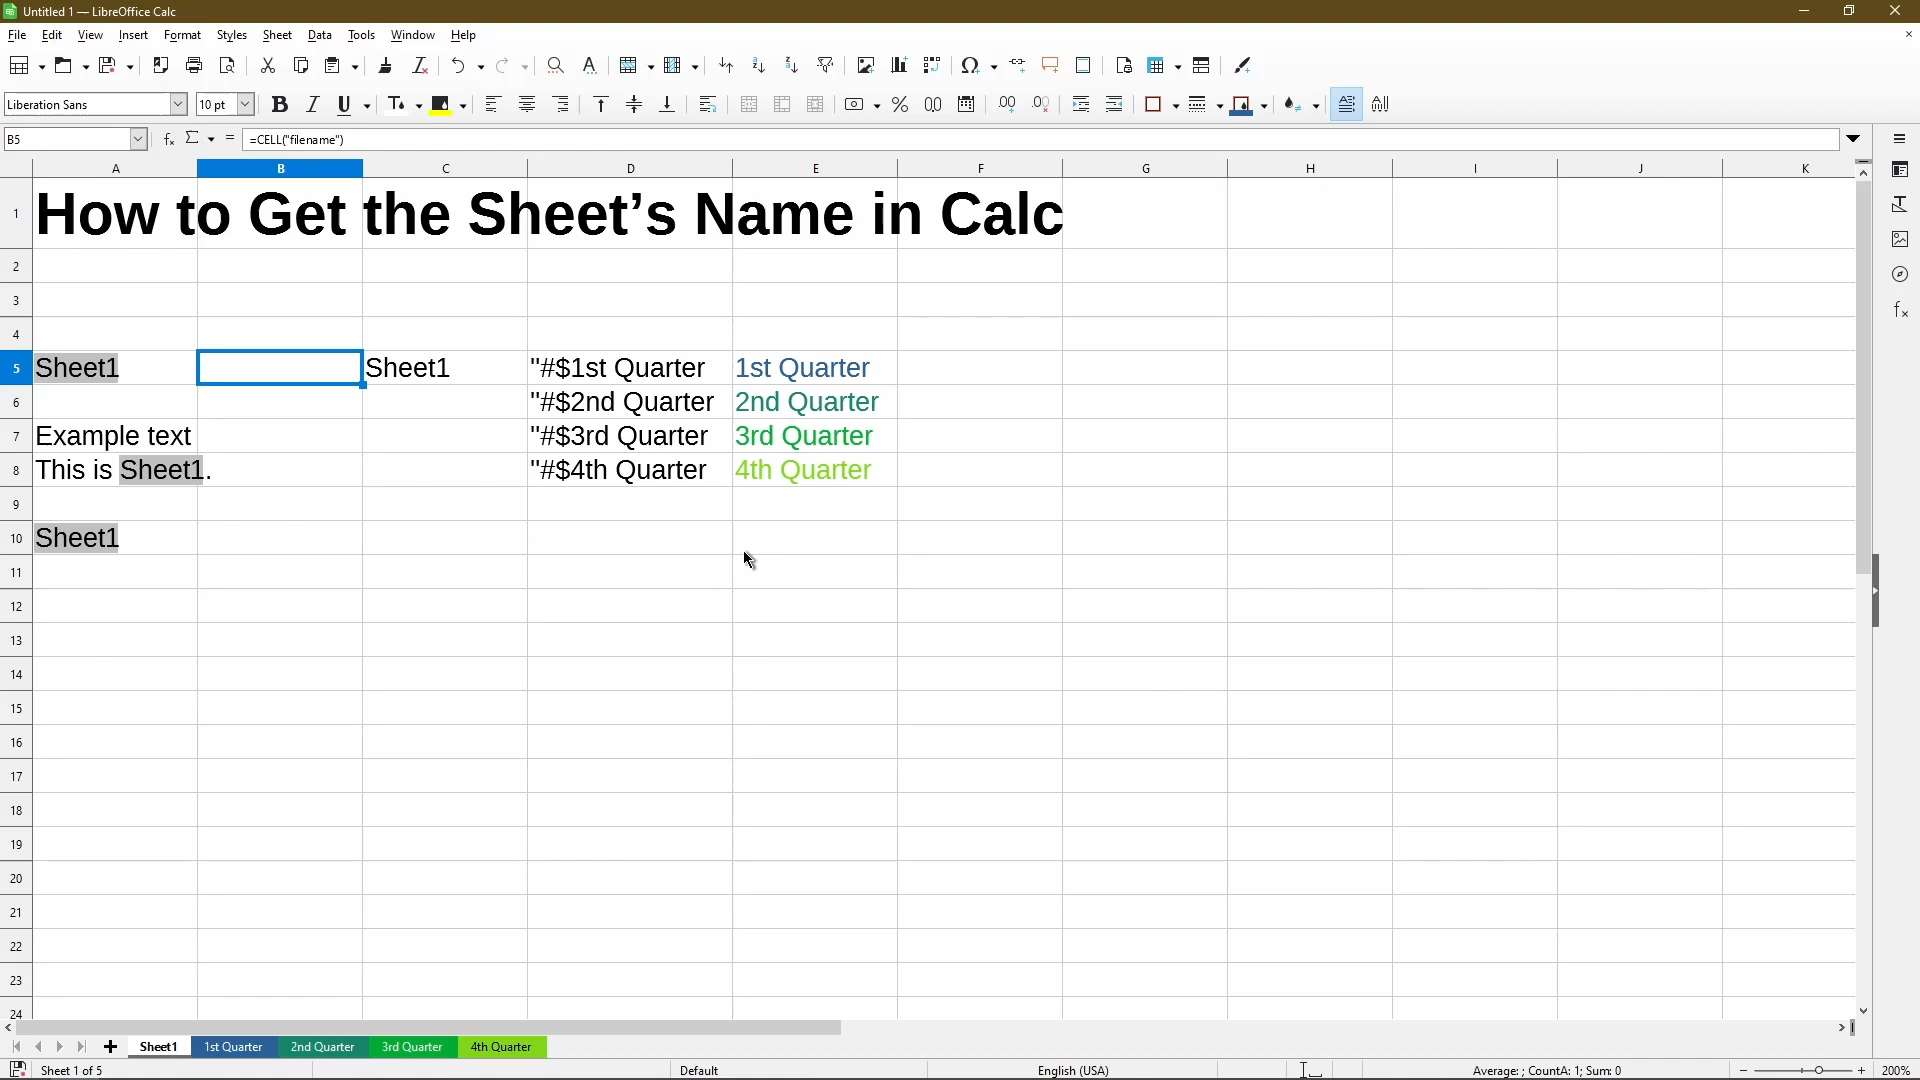 Untitled 1 — LibreOffice Calc
File Edit View Insert Format Styles Sheet Data Tools Window Help
Liberation Sans 10 pt
B5 =CELL("filename")
A B C D E F G H I J K
1 How to Get the Sheet’s Name in Calc
2
3
4
5 Sheet1 Sheet1 "#$1st Quarter 1st Quarter
6 "#$2nd Quarter 2nd Quarter
7 Example text "#$3rd Quarter 3rd Quarter
8 This is Sheet1. "#$4th Quarter 4th Quarter
9
10 Sheet1
11
12
13
14
15
16
17
18
19
20
21
22
23
24
Sheet1 1st Quarter 2nd Quarter 3rd Quarter 4th Quarter
Sheet 1 of 5 Default English (USA) Average: ; CountA: 1; Sum: 0 200%